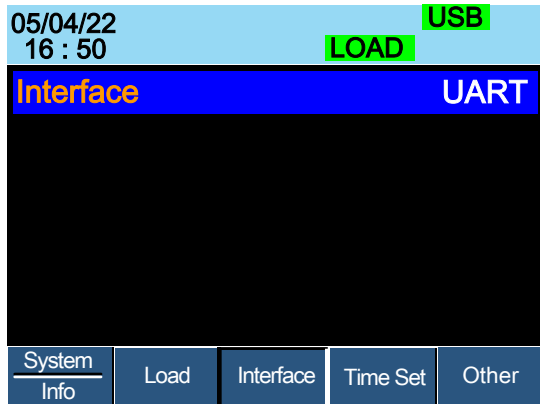 05/04/22
USB
16 : 50
LOAD
Interface UART
System
Info
Load
Interface
Time Set
Other